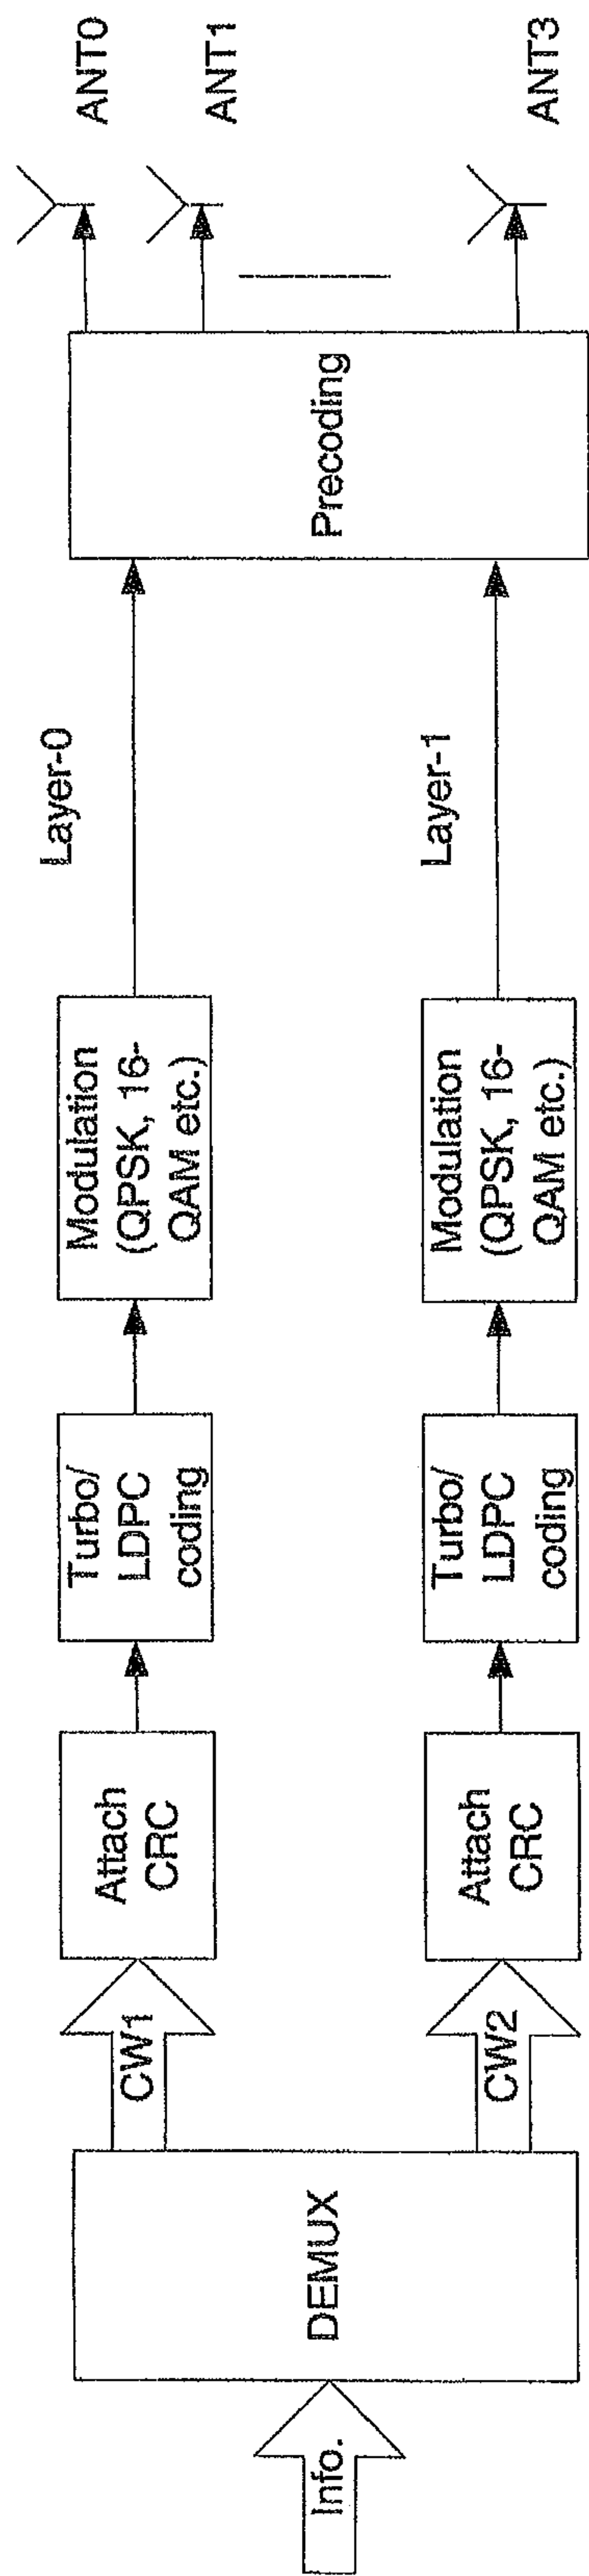 Info.
DEMUX
CW1
Attach
CRC
Turbo/
LDPC
coding
Modulation
(QPSK, 16-
QAM etc.)
Layer-0
CW2
Attach
CRC
Turbo/
LDPC
coding
Modulation
(QPSK, 16-
QAM etc.)
Layer-1
Precoding
ANT0
ANT1
ANT3